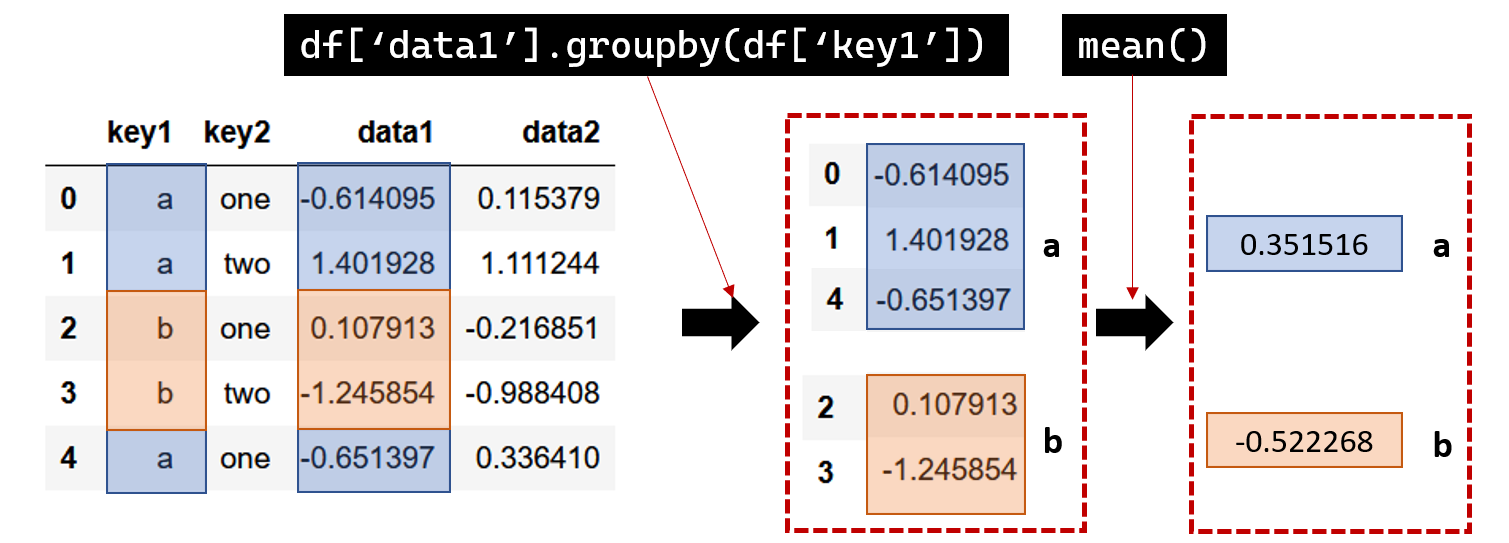 df[‘data1’].groupby(df[‘key1’]) mean()
key1 key2 data1 data2
0 a one -0.614095 0.115379
1 a two 1.401928 1.111244
2 b one 0.107913 -0.216851
3 b two -1.245854 -0.988408
4 a one -0.651397 0.336410
0 -0.614095
1 1.401928 a
4 -0.651397
2 0.107913
b
3 -1.245854
0.351516 a
-0.522268 b